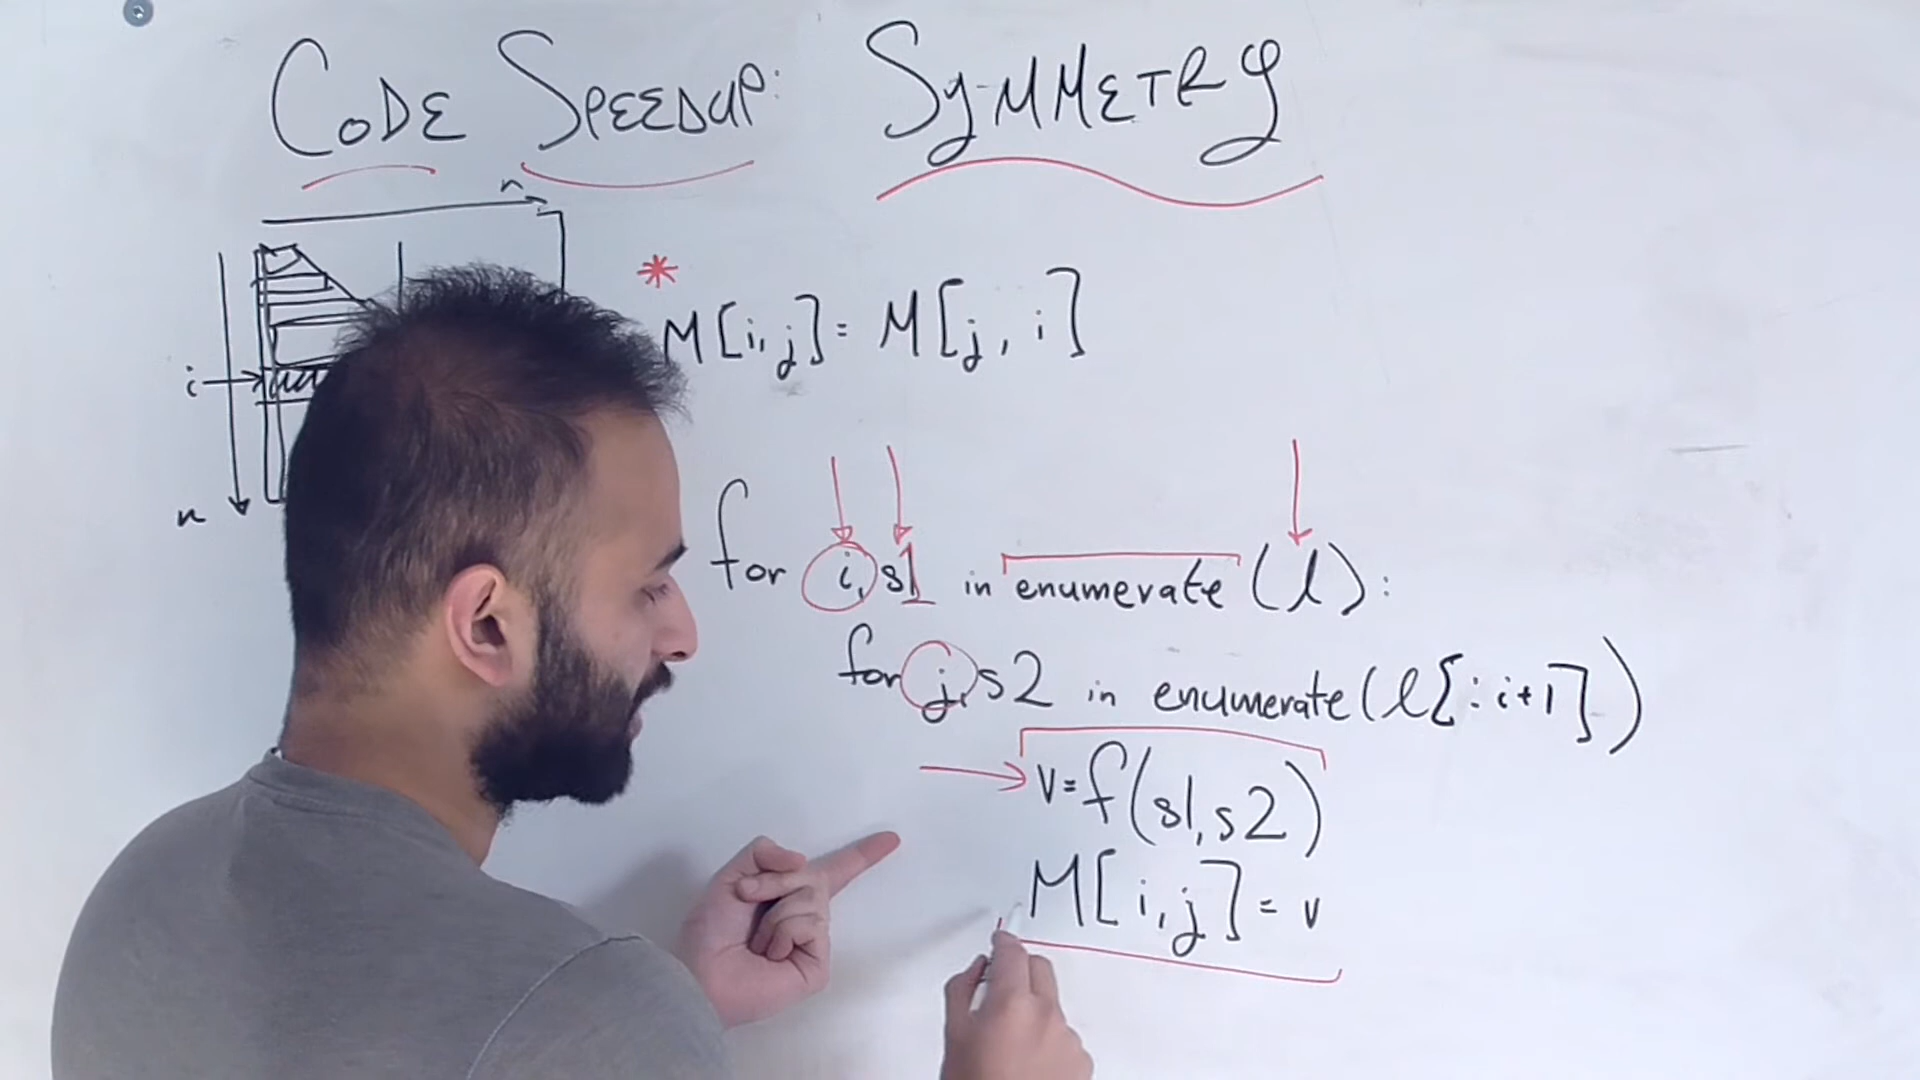 CODE SPEEDUP: SYMMETRY
n
i
n
* M[i,j] = M[j, i]
for i, s1 in enumerate (l):
for j, s2 in enumerate (l[: i+1])
v = f(s1, s2)
M[i,j] = v